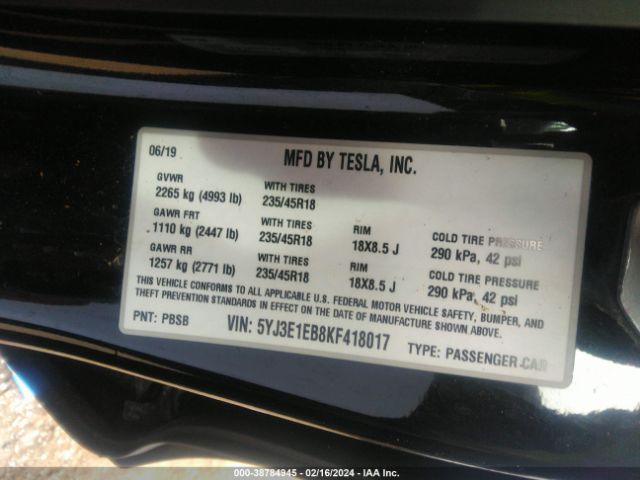 06/19 MFD BY TESLA, INC.
GVWR
2265 kg (4993 lb) WITH TIRES
235/45R18
GAWR FRT
1110 kg (2447 lb) WITH TIRES
235/45R18 RIM
18X8.5 J COLD TIRE PRESSURE
290 kPa, 42 psi
GAWR RR
1257 kg (2771 lb) WITH TIRES
235/45R18 RIM
18X8.5 J COLD TIRE PRESSURE
290 kPa, 42 psi
THIS VEHICLE CONFORMS TO ALL APPLICABLE U.S. FEDERAL MOTOR VEHICLE SAFETY, BUMPER, AND
THEFT PREVENTION STANDARDS IN EFFECT ON THE DATE OF MANUFACTURE SHOWN ABOVE.
PNT: PBSB VIN: 5YJ3E1EB8KF418017 TYPE: PASSENGER CAR
000-38784945 - 02/16/2024 - IAA Inc.